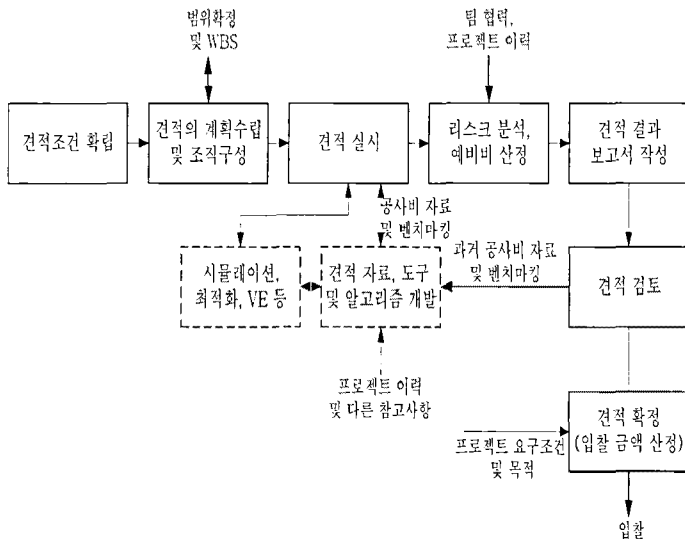 범위확정
및 WBS
팀 협력,
프로젝트 이력
견적조건 확립
견적의 계획수립
및 조직구성
견적 실시
리스크 분석,
예비비 산정
견적 결과
보고서 작성
공사비 자료
및 벤치마킹
시뮬레이션,
최적화, VE 등
견적 자료, 도구
및 알고리즘 개발
과거 공사비 자료
및 벤치마킹
견적 검토
프로젝트 이력
및 다른 참고사항
프로젝트 요구조건
및 목적
견적 확정
(입찰 금액 산정)
입찰